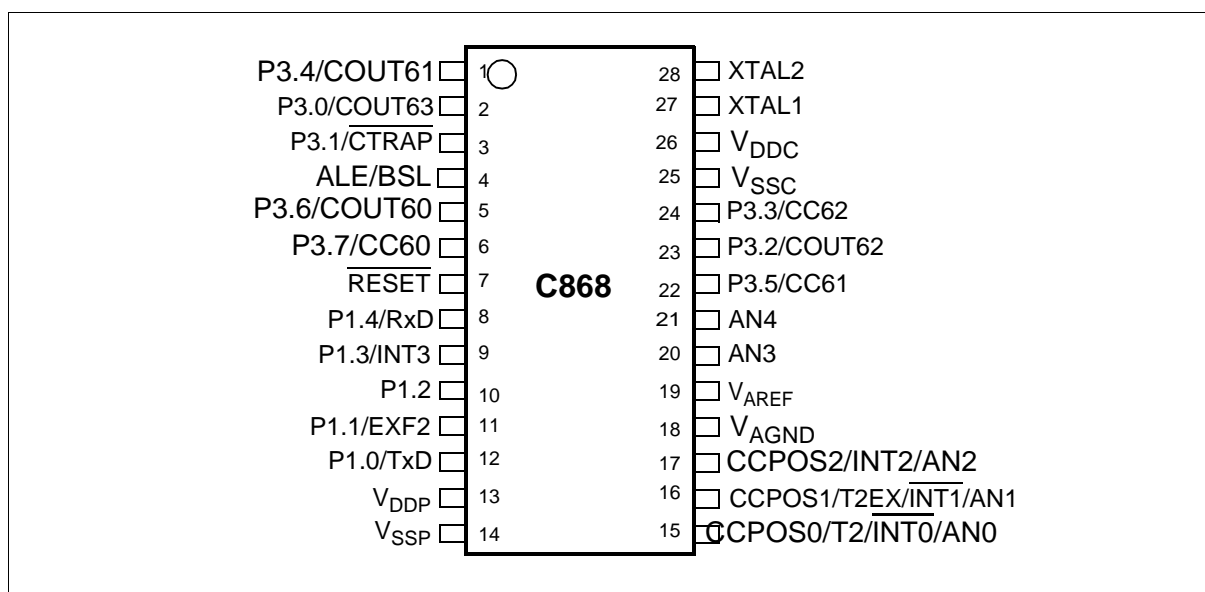 P3.4/COUT61 1 28 XTAL2
P3.0/COUT63 2 27 XTAL1
P3.1/CTRAP 3 26 VDDC
ALE/BSL 4 25 VSSC
P3.6/COUT60 5 24 P3.3/CC62
P3.7/CC60 6 23 P3.2/COUT62
RESET 7 C868 22 P3.5/CC61
P1.4/RxD 8 21 AN4
P1.3/INT3 9 20 AN3
P1.2 10 19 VAREF
P1.1/EXF2 11 18 VAGND
P1.0/TxD 12 17 CCPOS2/INT2/AN2
VDDP 13 16 CCPOS1/T2EX/INT1/AN1
VSSP 14 15 CCPOS0/T2/INT0/AN0